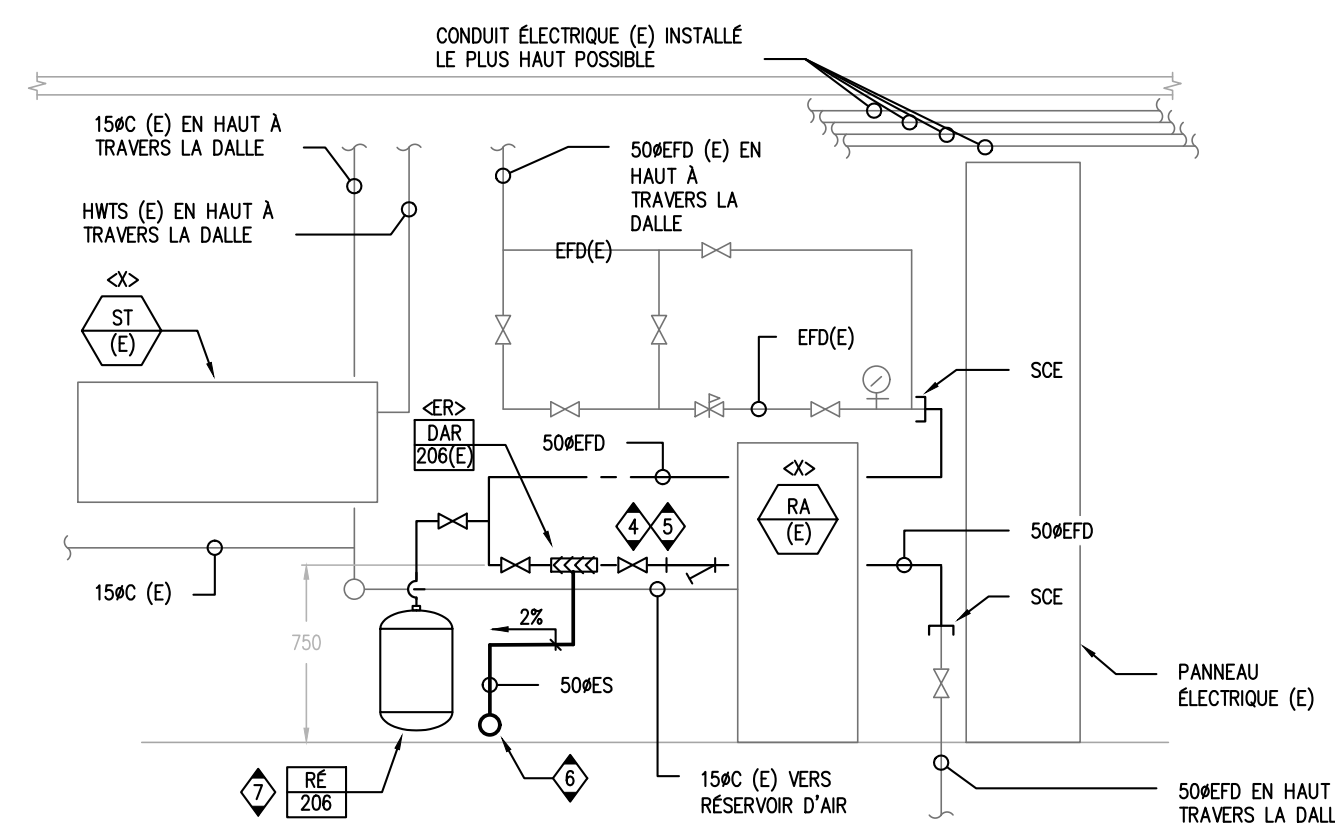 CONDUIT ÉLECTRIQUE (E) INSTALLÉ
LE PLUS HAUT POSSIBLE
15øC (E) EN HAUT À
TRAVERS LA DALLE
50øEFD (E) EN
HAUT À
TRAVERS LA
DALLE
HWTS (E) EN HAUT À
TRAVERS LA DALLE
EFD(E)
<X>
ST
(E)
EFD(E)
SCE
<ER>
DAR
206(E)
50øEFD
<X>
RA
(E)
4
5
50øEFD
15øC (E)
SCE
2%
750
50øES
PANNEAU
ÉLECTRIQUE (E)
7
RÉ
206
6
15øC (E) VERS
RÉSERVOIR D'AIR
50øEFD EN HAUT
TRAVERS LA DALL